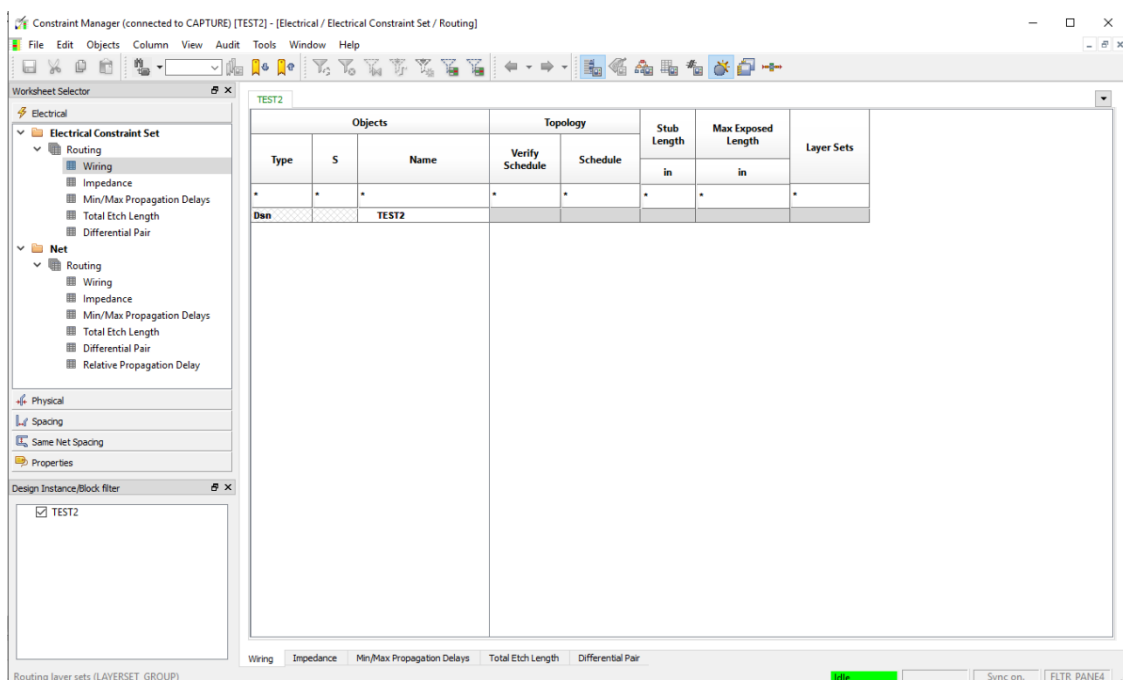 Constraint Manager (connected to CAPTURE) [TEST2] - [Electrical / Electrical Constraint Set / Routing]
File Edit Objects Column View Audit Tools Window Help
Worksheet Selector
Electrical
Electrical Constraint Set
Routing
Wiring
Impedance
Min/Max Propagation Delays
Total Etch Length
Differential Pair
Net
Routing
Wiring
Impedance
Min/Max Propagation Delays
Total Etch Length
Differential Pair
Relative Propagation Delay
Physical
Spacing
Same Net Spacing
Properties
Design Instance/Block filter
TEST2
TEST2
Objects Topology Stub Length Max Exposed Length Layer Sets
Type S Name Verify Schedule Schedule in in
* * * * * * * *
Dsn TEST2
Wiring Impedance Min/Max Propagation Delays Total Etch Length Differential Pair
Routing layer sets (LAYERSET_GROUP) Idle Sync on. FLTR_PANE4